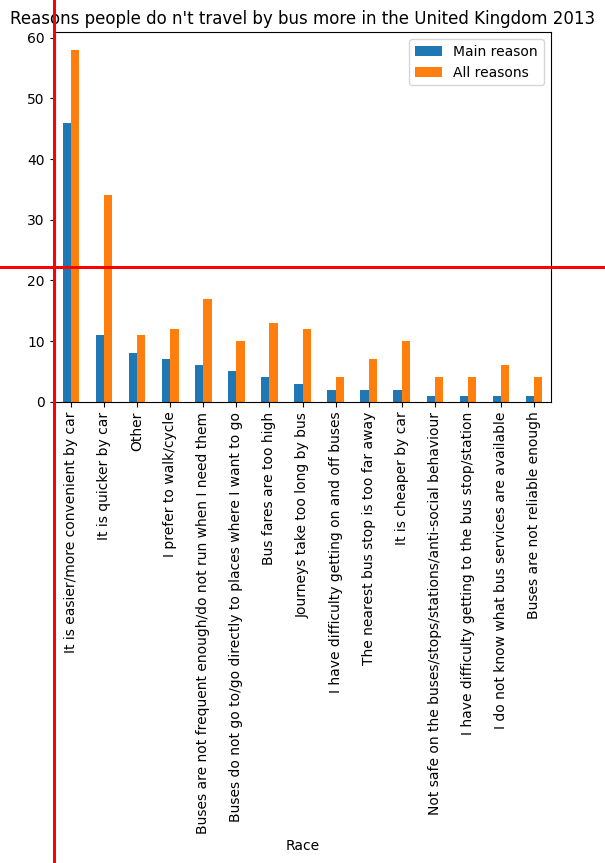 Reasons people do n't travel by bus more in the United Kingdom 2013
Main reason
All reasons
60
50
40
30
20
10
0
It is easier/more convenient by car
It is quicker by car
Other
I prefer to walk/cycle
Buses are not frequent enough/do not run when I need them
Buses do not go to/go directly to places where I want to go
Bus fares are too high
Journeys take too long by bus
I have difficulty getting on and off buses
The nearest bus stop is too far away
It is cheaper by car
Not safe on the buses/stops/stations/anti-social behaviour
I have difficulty getting to the bus stop/station
I do not know what bus services are available
Buses are not reliable enough
Race